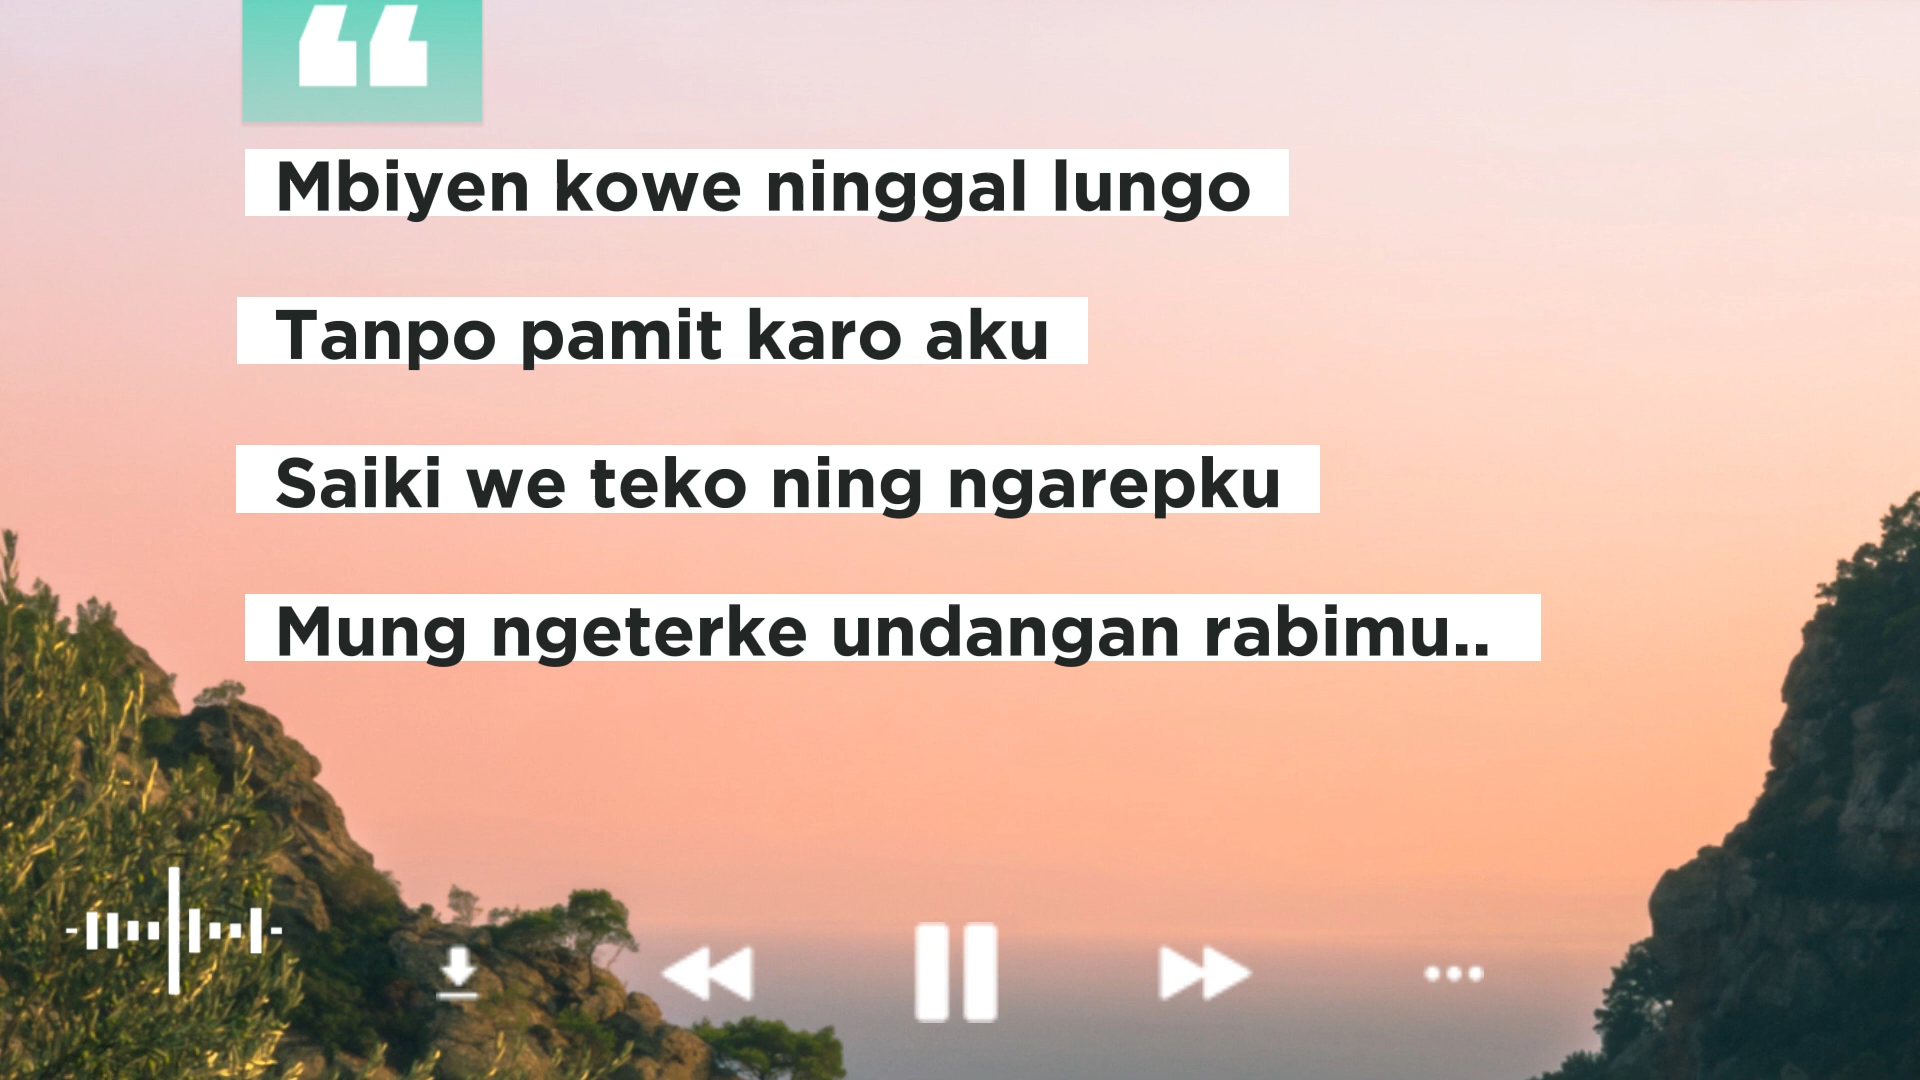 “
Mbiyen kowe ninggal lungo
Tanpo pamit karo aku
Saiki we teko ning ngarepku
Mung ngeterke undangan rabimu..